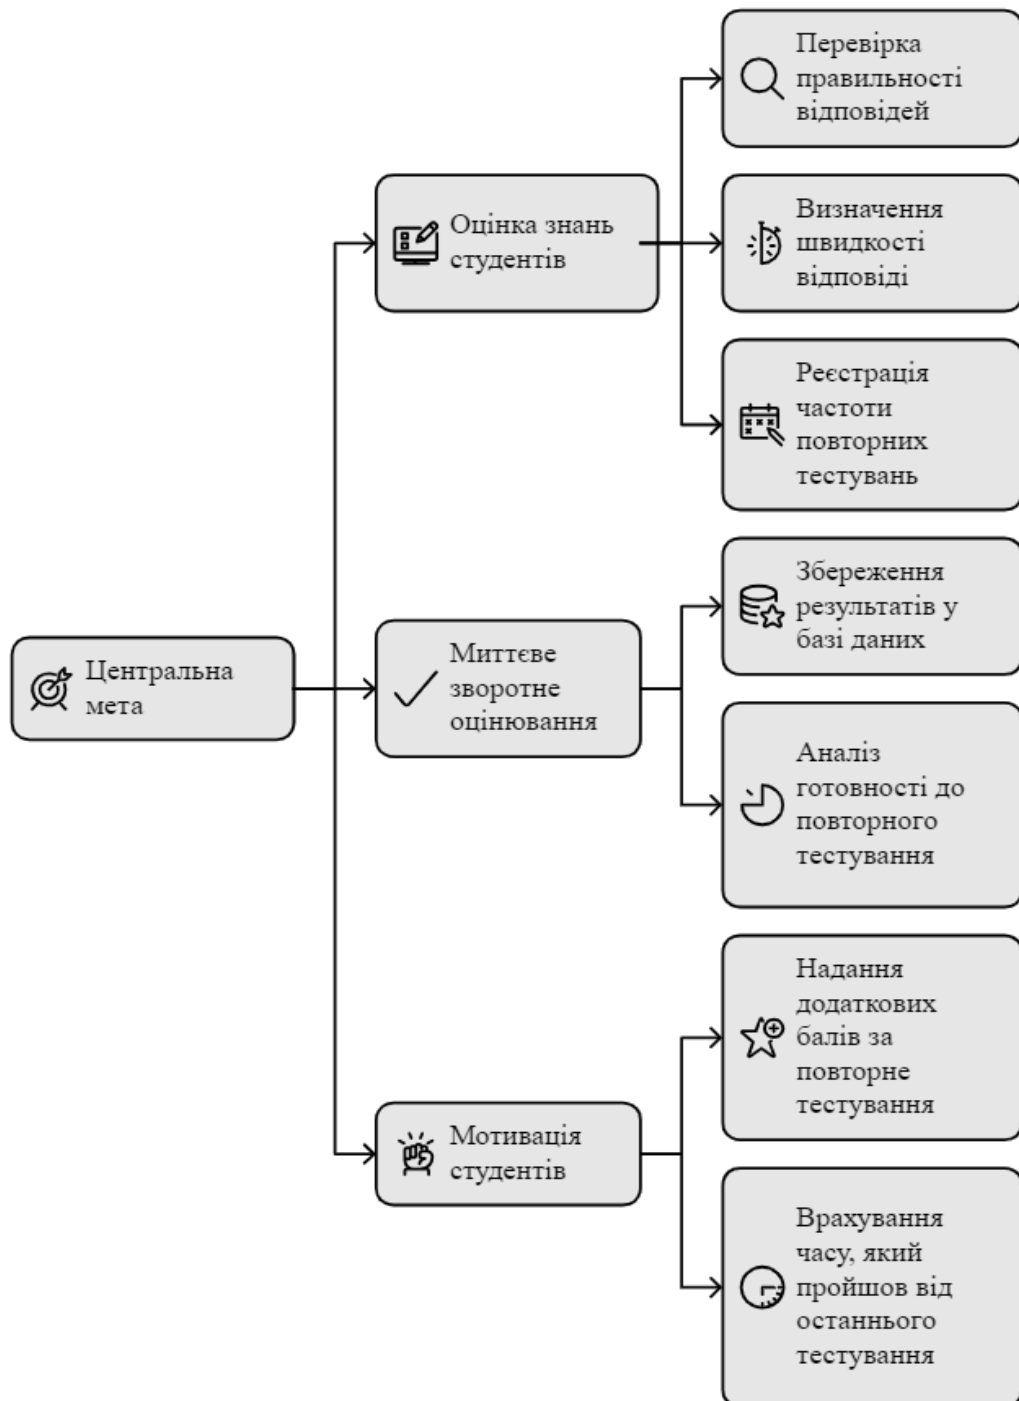 Центральна
мета
Оцінка знань
студентів
Перевірка
правильності
відповідей
Визначення
швидкості
відповіді
Реєстрація
частоти
повторних
тестувань
Миттєве
зворотне
оцінювання
Збереження
результатів у
базі даних
Аналіз
готовності до
повторного
тестування
Мотивація
студентів
Надання
додаткових
балів за
повторне
тестування
Врахування
часу, який
пройшов від
останнього
тестування